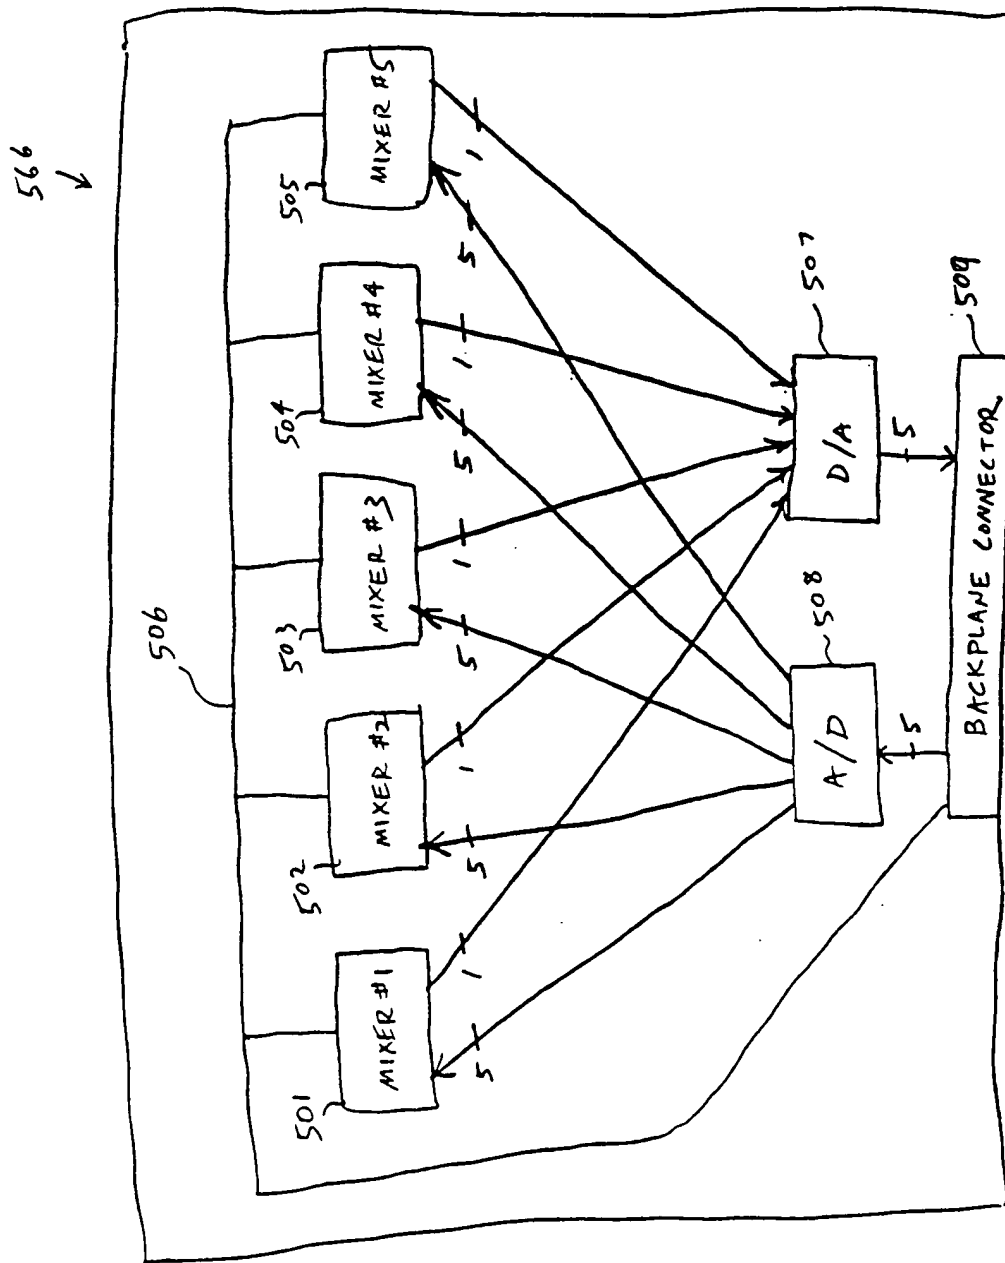 566
506
501
502
503
504
505
MIXER #1
MIXER #2
MIXER #3
MIXER #4
MIXER #5
5
1
5
1
5
1
5
1
5
1
508
507
A/D
D/A
5
5
509
BACKPLANE CONNECTOR